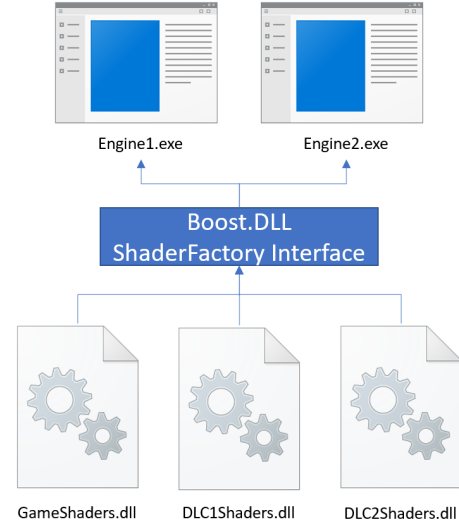 Engine1.exe
Engine2.exe
Boost.DLL
ShaderFactory Interface
GameShaders.dll
DLC1Shaders.dll
DLC2Shaders.dll